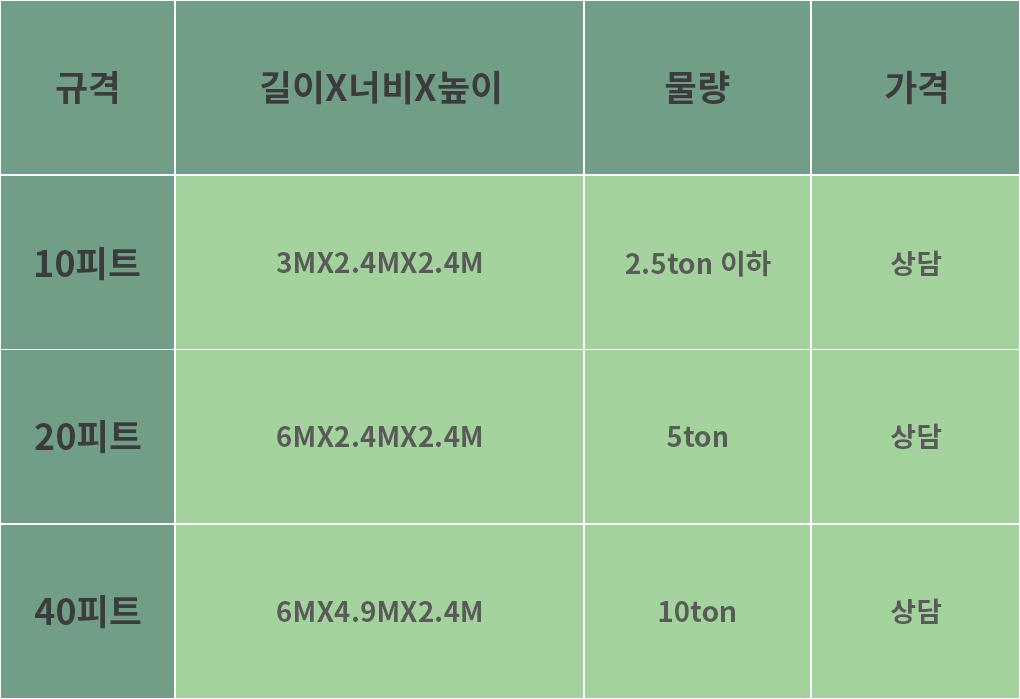 규격 길이X너비X높이 물량 가격
10피트 3MX2.4MX2.4M 2.5ton 이하 상담
20피트 6MX2.4MX2.4M 5ton 상담
40피트 6MX4.9MX2.4M 10ton 상담